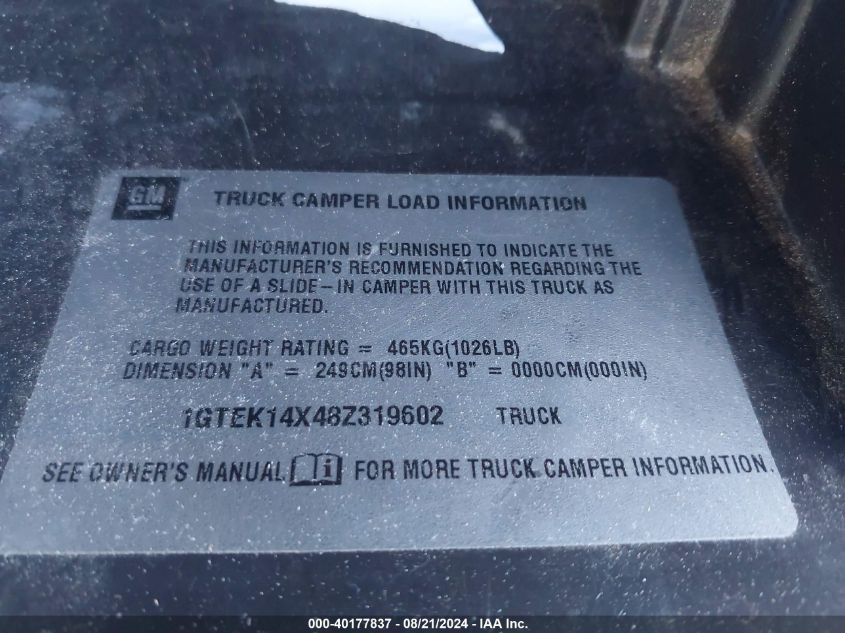 GM TRUCK CAMPER LOAD INFORMATION
THIS INFORMATION IS FURNISHED TO INDICATE THE
MANUFACTURER'S RECOMMENDATION REGARDING THE
USE OF A SLIDE-IN CAMPER WITH THIS TRUCK AS
MANUFACTURED.
CARGO WEIGHT RATING = 465KG(1026LB)
DIMENSION "A" = 249CM(98IN) "B" = 0000CM(000IN)
1GTEK14X48Z319602 TRUCK
SEE OWNER'S MANUAL i FOR MORE TRUCK CAMPER INFORMATION.
000-40177837 - 08/21/2024 - IAA Inc.